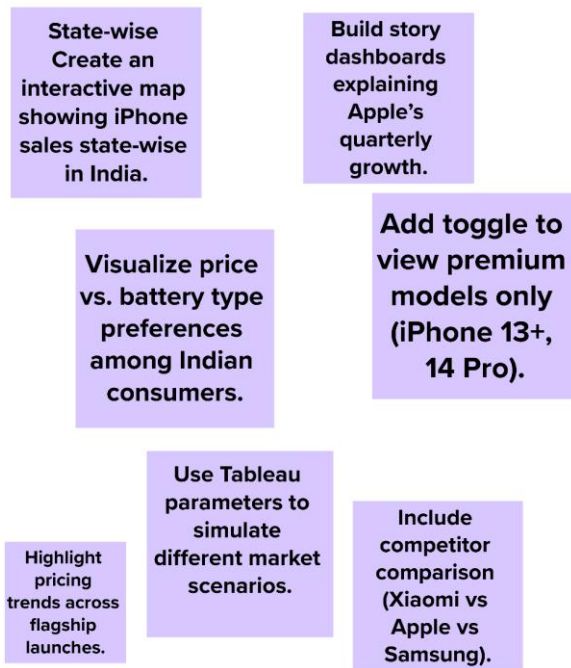 State-wise
Create an
interactive map
showing iPhone
sales state-wise
in India.
Build story
dashboards
explaining
Apple's
quarterly
growth.
Visualize price
vs. battery type
preferences
among Indian
consumers.
Add toggle to
view premium
models only
(iPhone 13+,
14 Pro).
Use Tableau
parameters to
simulate
different market
scenarios.
Highlight
pricing
trends across
flagship
launches.
Include
competitor
comparison
(Xiaomi vs
Apple vs
Samsung).